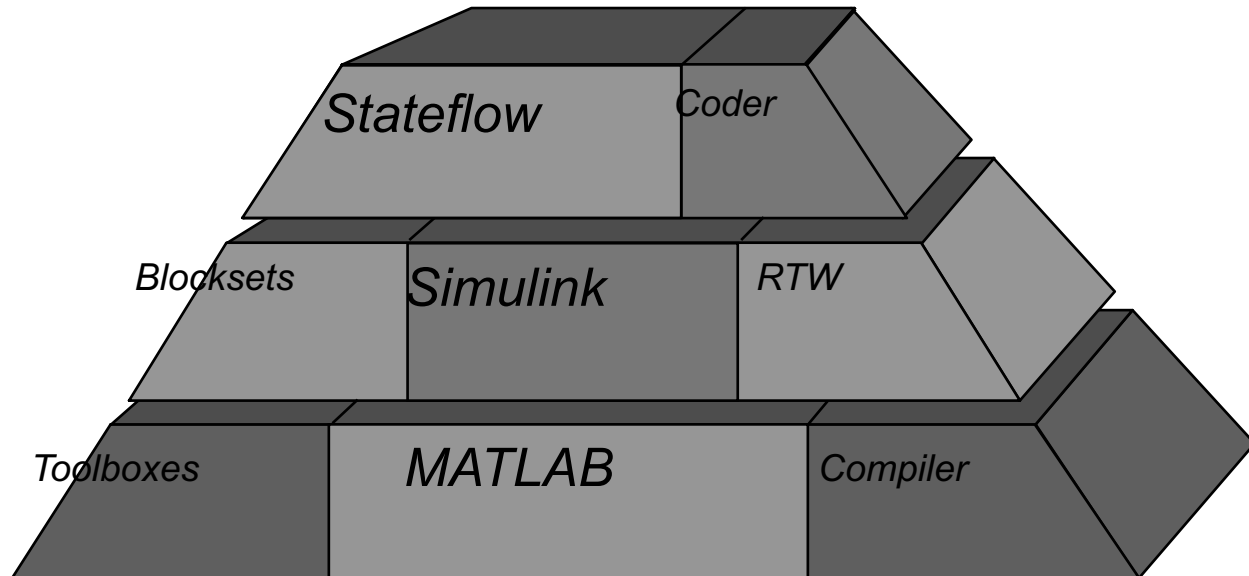 Stateflow
Coder
Blocksets
Simulink
RTW
Toolboxes
MATLAB
Compiler